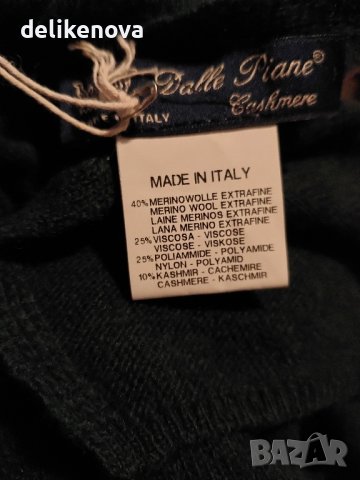 delikenova
Dalle Piane®
Cashmere
ITALY
MADE IN ITALY
40% MERINOWOLLE EXTRAFINE
MERINO WOOL EXTRAFINE
LAINE MERINOS EXTRAFINE
LANA MERINO EXTRAFINE
25% VISCOSA - VISCOSE
VISCOSE - VISKOSE
25% POLIAMMIDE - POLYAMIDE
NYLON - POLYAMID
10% KASHMIR - CACHEMIRE
CASHMERE - KASCHMIR
BAZAR